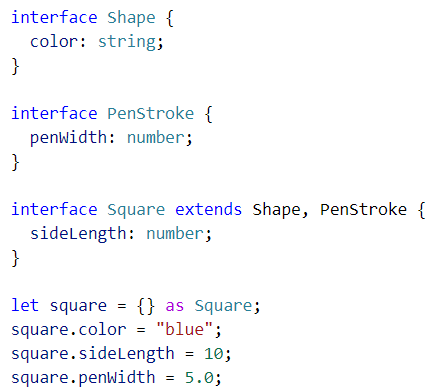 interface Shape {
  color: string;
}

interface PenStroke {
  penWidth: number;
}

interface Square extends Shape, PenStroke {
  sideLength: number;
}

let square = {} as Square;
square.color = "blue";
square.sideLength = 10;
square.penWidth = 5.0;